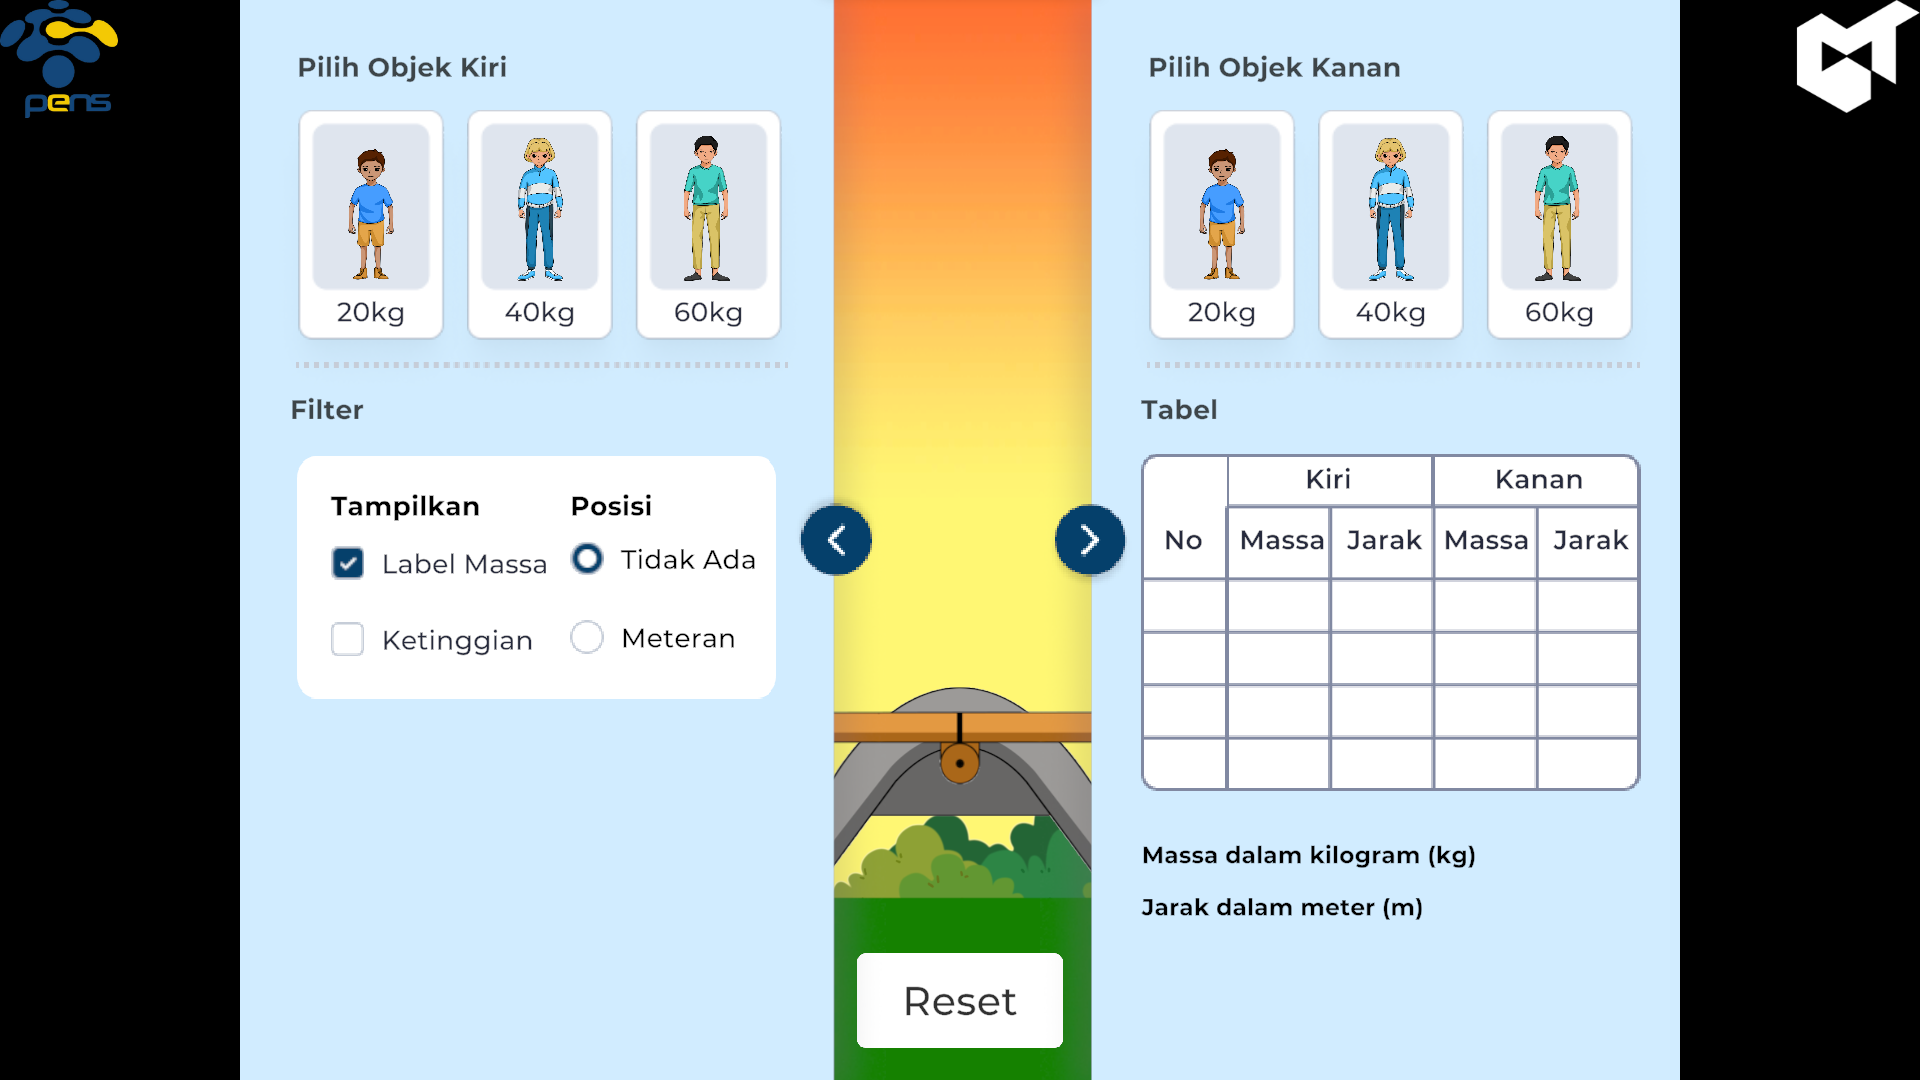 pens
Pilih Objek Kiri
20kg 40kg 60kg
Filter
Tampilkan Posisi
Label Massa Tidak Ada
Ketinggian Meteran
Reset
Pilih Objek Kanan
20kg 40kg 60kg
Tabel
Kiri Kanan
No Massa Jarak Massa Jarak
Massa dalam kilogram (kg)
Jarak dalam meter (m)